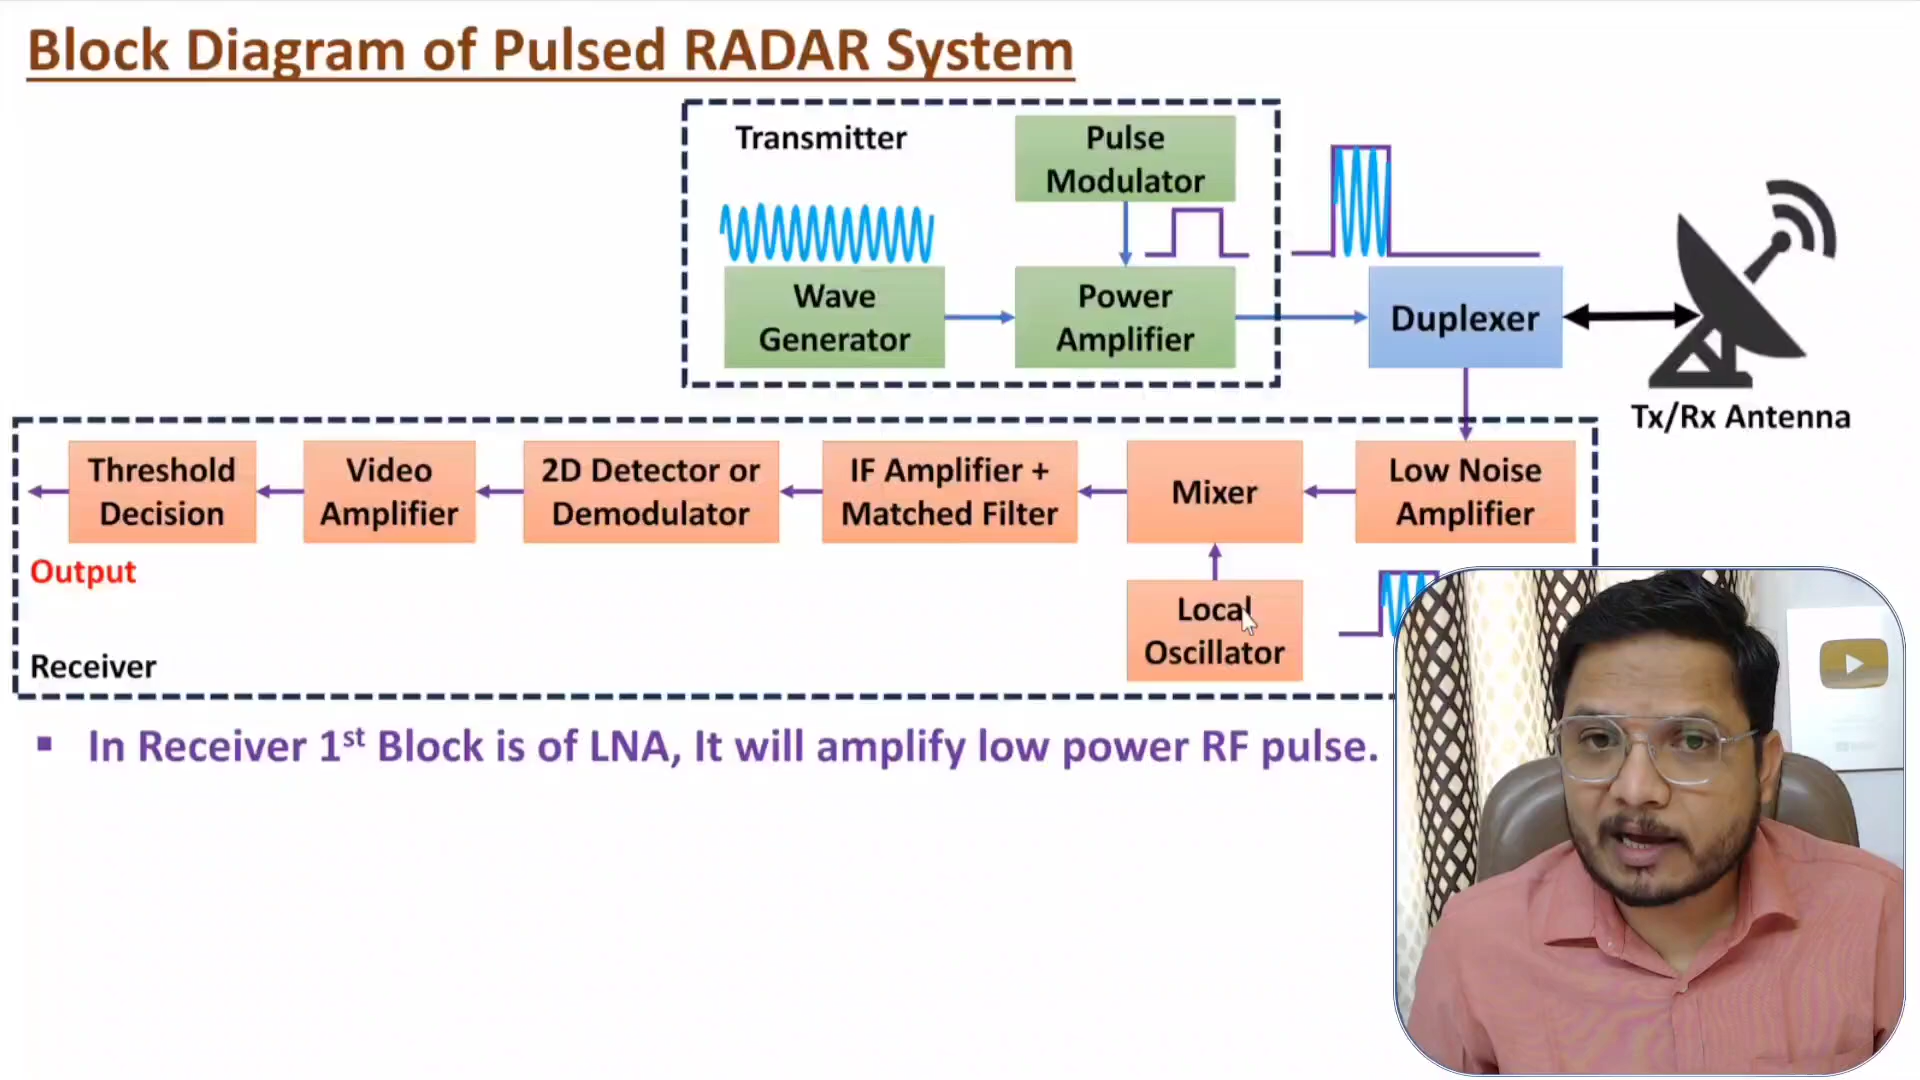 Block Diagram of Pulsed RADAR System
Transmitter
Pulse
Modulator
Wave
Generator
Power
Amplifier
Duplexer
Tx/Rx Antenna
Threshold
Decision
Video
Amplifier
2D Detector or
Demodulator
IF Amplifier +
Matched Filter
Mixer
Low Noise
Amplifier
Output
Local
Oscillator
Receiver
▪ In Receiver 1st Block is of LNA, It will amplify low power RF pulse.